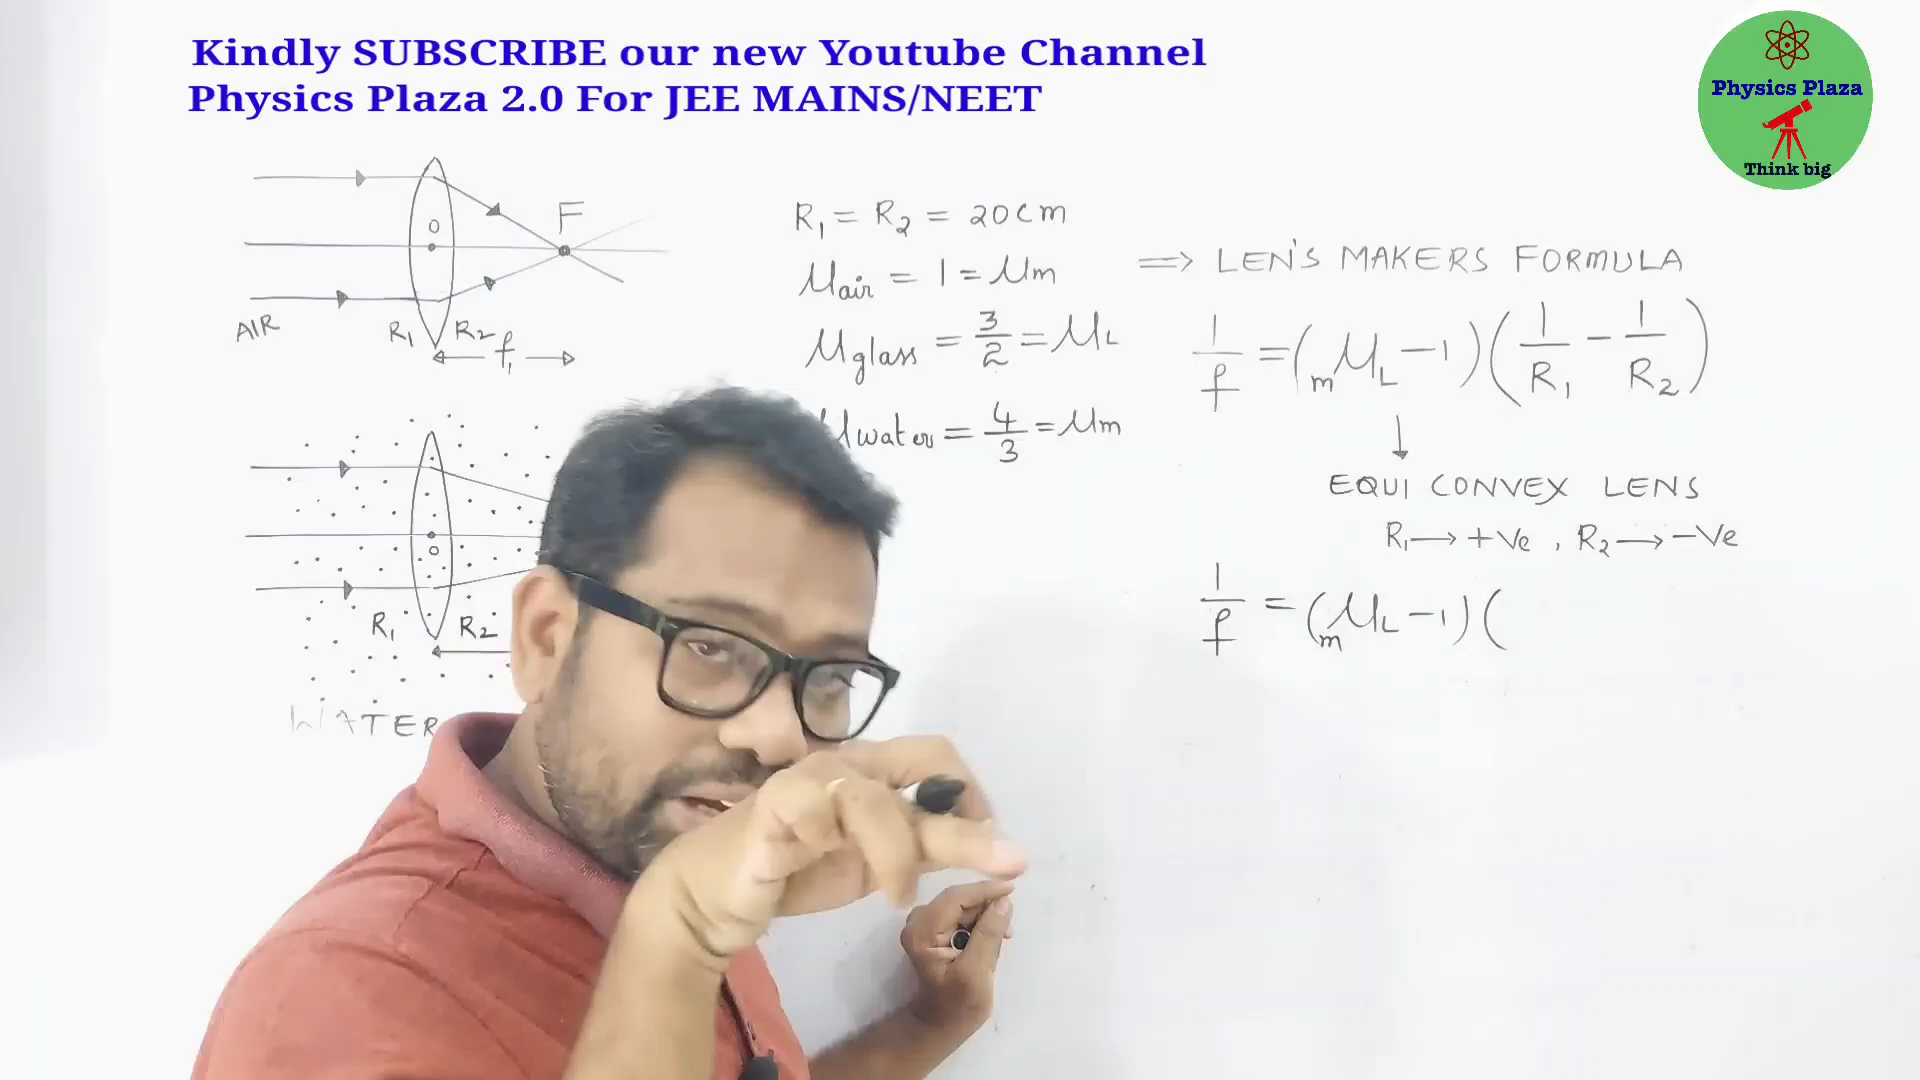 Kindly SUBSCRIBE our new Youtube Channel
Physics Plaza 2.0 For JEE MAINS/NEET
Physics Plaza
Think big
O
F
AIR
R₁
R₂
f₁
O
R₁
R₂
WATER
R₁ = R₂ = 20cm
μair = 1 = μm
μglass = 3/2 = μL
μwater = 4/3 = μm
⇒ LEN'S MAKERS FORMULA
1/f = (mμL - 1)(1/R₁ - 1/R₂)
↓
EQUI CONVEX LENS
R₁ → +Ve , R₂ → -Ve
1/f = (mμL - 1)(